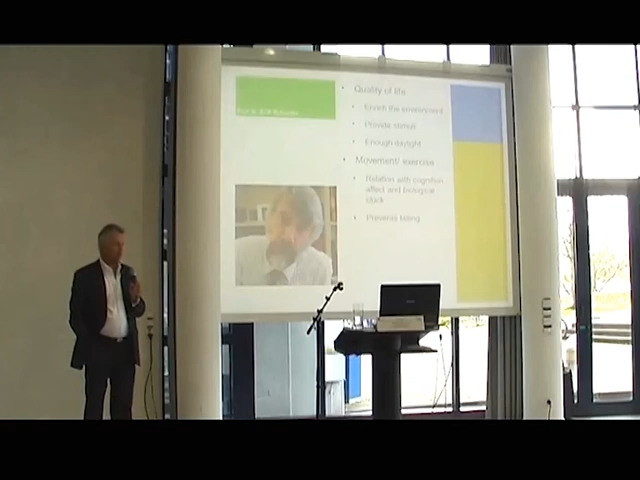 Quality of life
Enrich the environment
Provide stimuli
Enough daylight
Movement/ exercise
Relation with cognition
affect and biological
clock
Prevents falling